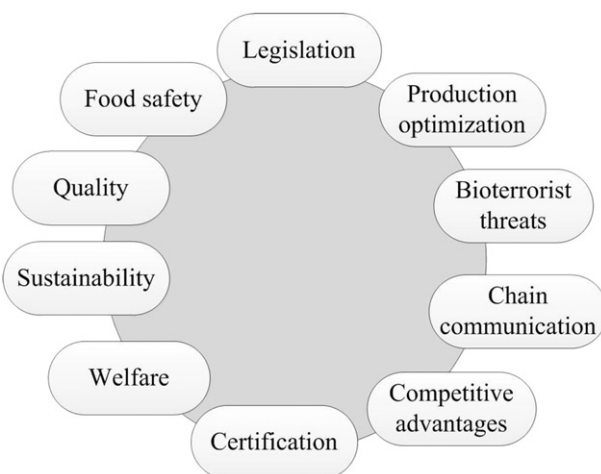 Legislation
Production
optimization
Bioterrorist
threats
Chain
communication
Competitive
advantages
Certification
Welfare
Sustainability
Quality
Food safety